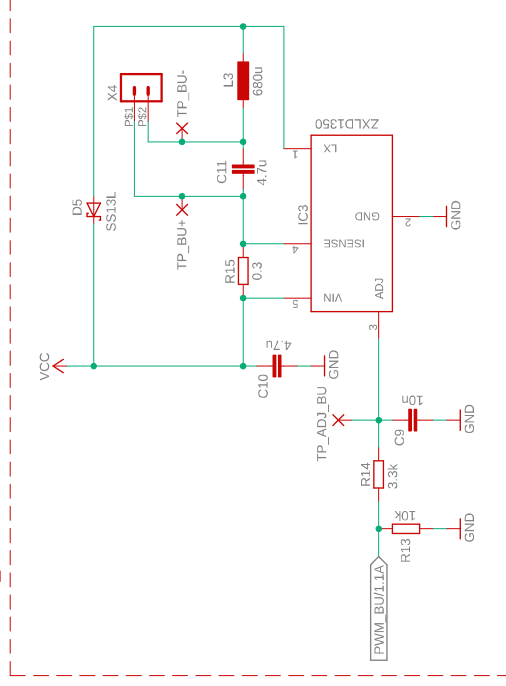 X4
P$1
P$2
TP_BU-
L3
680u
ZXLD1350
LX
1
C11
4.7u
D5
SS13L
TP_BU+
IC3
GND
2
GND
ISENSE
4
R15
0.3
VIN
5
ADJ
3
VCC
4.7u
C10
GND
TP_ADJ_BU
10n
C9
GND
R14
3.3k
10k
R13
GND
PWM_BU/1.1A